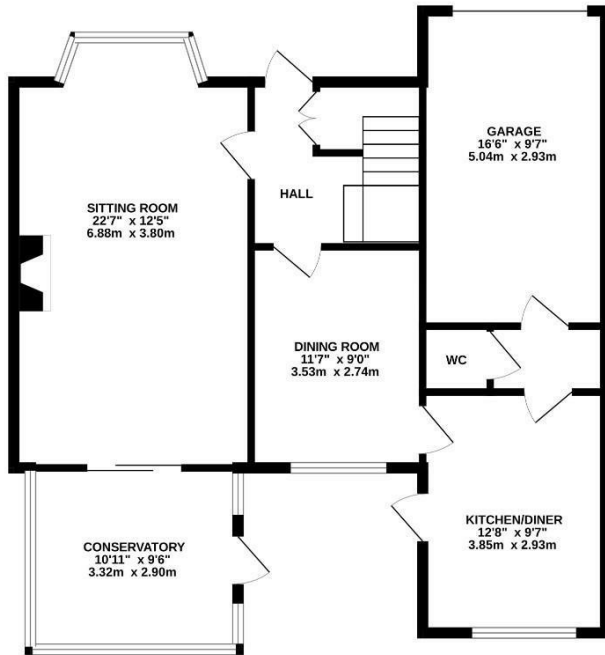 GARAGE
16'6" x 9'7"
5.04m x 2.93m
SITTING ROOM
22'7" x 12'5"
6.88m x 3.80m
HALL
DINING ROOM
11'7" x 9'0"
3.53m x 2.74m
WC
KITCHEN/DINER
12'8" x 9'7"
3.85m x 2.93m
CONSERVATORY
10'11" x 9'6"
3.32m x 2.90m